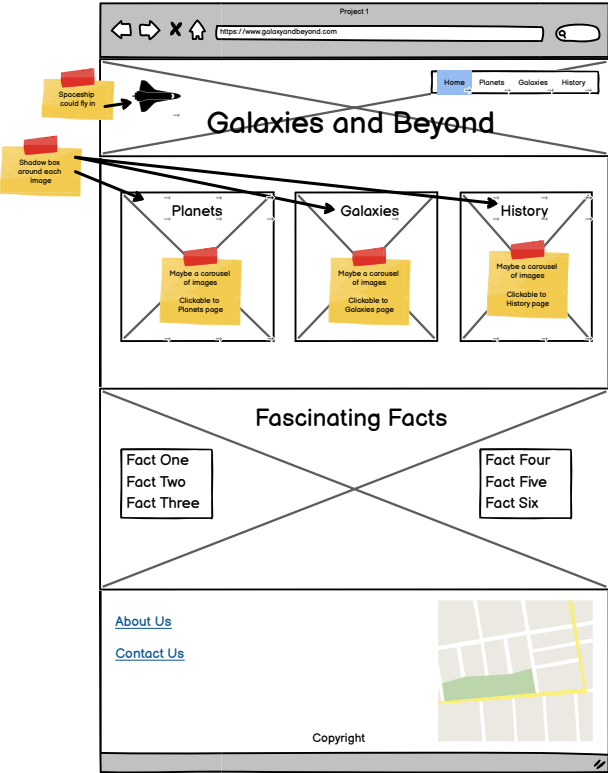 Project 1
https://www.galaxyandbeyond.com
Home Planets Galaxies History
Spaceship
could fly in
Galaxies and Beyond
Shadow box
around each
image
Planets
Maybe a carousel
of images
Clickable to
Planets page
Galaxies
Maybe a carousel
of images
Clickable to
Galaxies page
History
Maybe a carousel
of images
Clickable to
History page
Fascinating Facts
Fact One
Fact Two
Fact Three
Fact Four
Fact Five
Fact Six
About Us
Contact Us
Copyright